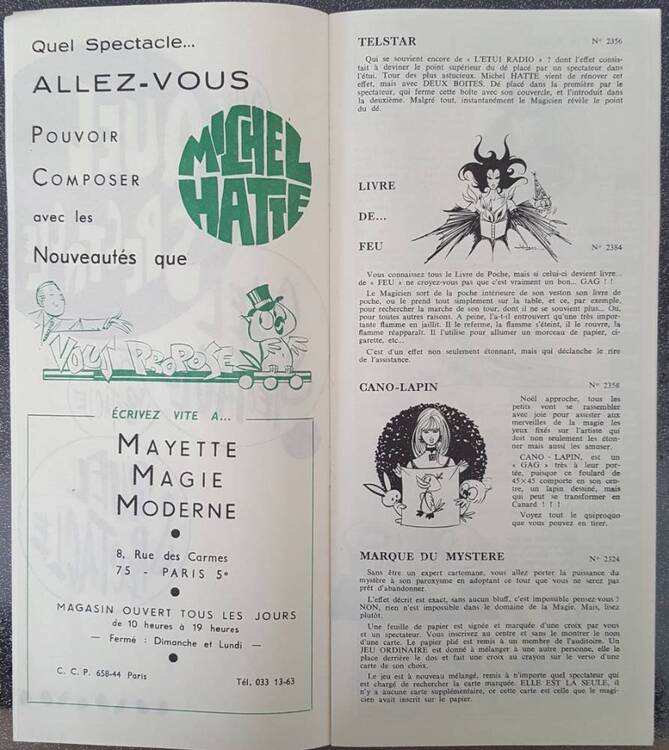 Quel Spectacle...
ALLEZ-VOUS
POUVOIR
COMPOSER
avec les
Nouveautés que
MICHEL
HATTE
VOUS PROPOSE
ÉCRIVEZ VITE A...
MAYETTE
MAGIE
MODERNE
8, Rue des Carmes
75 - PARIS 5e
MAGASIN OUVERT TOUS LES JOURS
de 10 heures à 19 heures
— Fermé : Dimanche et Lundi —
C. C. P. 658-44 Paris
Tél. 033 13-63
TELSTAR N° 2356
Qui se souvient encore de « L'ETUI RADIO » ? dont l'effet consis-
tait à deviner le point supérieur du dé placé par un spectateur dans
l'étui. Tour des plus astucieux. Michel HATTE vient de rénover cet
effet, mais avec DEUX BOITES. Dé placé dans la première par le
spectateur, qui ferme cette boîte avec son couvercle, et l'introduit dans
la deuxième. Malgré tout, instantanément le Magicien révèle le point
du dé.
LIVRE
DE...
FEU N° 2384
Vous connaissez tous le Livre de Poche, mais si celui-ci devient livre...
de « FEU » ne croyez-vous pas que c'est vraiment un bon... GAG ! !
Le Magicien sort de la poche intérieure de son veston son livre de
poche, ou le prend tout simplement sur la table, et ce, par exemple,
pour rechercher la marche de son tour, dont il ne se souvient plus... Ou,
pour toutes autres raisons. A peine, l'a-t-il entrouvert qu'une très impor-
tante flamme en jaillit. Il le referme, la flamme s'éteint, il le rouvre, la
flamme réapparaît. Il l'utilise pour allumer un morceau de papier, ci-
garette, etc...
C'est d'un effet non seulement étonnant, mais qui déclanche le rire
de l'assistance.
CANO-LAPIN N° 2358
Noël approche, tous les
petits vont se rassembler
avec joie pour assister aux
merveilles de la magie les
yeux fixés sur l'artiste qui
doit non seulement les éton-
ner mais aussi les amuser.
CANO - LAPIN, est un
« GAG » très à leur por-
tée, puisque ce foulard de
45×45 comporte en son cen-
tre, un lapin dessiné, mais
qui peut se transformer en
Canard ! ! !
Voyez tout le quiproquo
que vous pouvez en tirer.
MARQUE DU MYSTERE N° 2324
Sans être un expert cartomane, vous allez porter la puissance du
mystère à son paroxysme en adoptant ce tour que vous ne serez pas
prêt d'abandonner.
L'effet décrit est exact, sans aucun bluff, c'est impossible pensez-vous ?
NON, rien n'est impossible dans le domaine de la Magie. Mais, lisez
plutôt.
Une feuille de papier est signée et marquée d'une croix par vous
et un spectateur. Vous inscrivez au centre et sans le montrer le nom
d'une carte. Le papier plié est remis à un membre de l'auditoire. Un
JEU ORDINAIRE est donné à mélanger à une autre personne, elle le
place derrière le dos et fait une croix au crayon sur le verso d'une
carte de son choix.
Le jeu est à nouveau mélangé, remis à n'importe quel spectateur qui
est chargé de rechercher la carte marquée. ELLE EST LA SEULE, il
n'y a aucune carte supplémentaire, or cette carte est celle que le magi-
cien avait inscrit sur le papier.